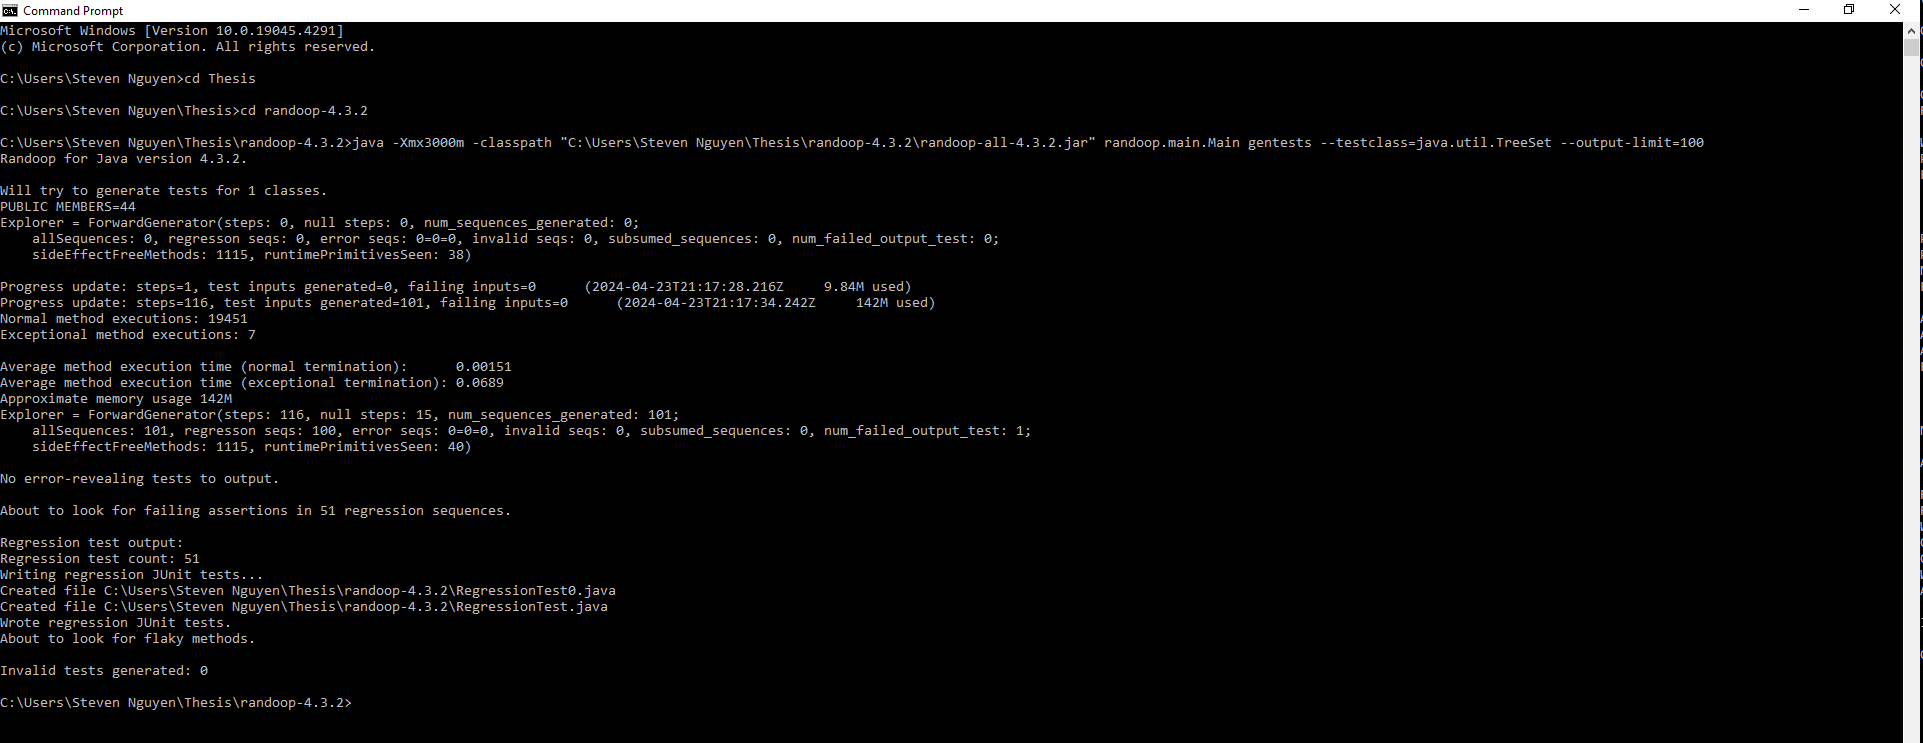 Command Prompt
Microsoft Windows [Version 10.0.19045.4291]
(c) Microsoft Corporation. All rights reserved.
C:\Users\Steven Nguyen>cd Thesis
C:\Users\Steven Nguyen\Thesis>cd randoop-4.3.2
C:\Users\Steven Nguyen\Thesis\randoop-4.3.2>java -Xmx3000m -classpath "C:\Users\Steven Nguyen\Thesis\randoop-4.3.2\randoop-all-4.3.2.jar" randoop.main.Main gentests --testclass=java.util.TreeSet --output-limit=100
Randoop for Java version 4.3.2.
Will try to generate tests for 1 classes.
PUBLIC MEMBERS=44
Explorer = ForwardGenerator(steps: 0, null steps: 0, num_sequences_generated: 0;
    allSequences: 0, regresson seqs: 0, error seqs: 0=0=0, invalid seqs: 0, subsumed_sequences: 0, num_failed_output_test: 0;
    sideEffectFreeMethods: 1115, runtimePrimitivesSeen: 38)
Progress update: steps=1, test inputs generated=0, failing inputs=0      (2024-04-23T21:17:28.216Z     9.84M used)
Progress update: steps=116, test inputs generated=101, failing inputs=0      (2024-04-23T21:17:34.242Z     142M used)
Normal method executions: 19451
Exceptional method executions: 7
Average method execution time (normal termination):      0.00151
Average method execution time (exceptional termination): 0.0689
Approximate memory usage 142M
Explorer = ForwardGenerator(steps: 116, null steps: 15, num_sequences_generated: 101;
    allSequences: 101, regresson seqs: 100, error seqs: 0=0=0, invalid seqs: 0, subsumed_sequences: 0, num_failed_output_test: 1;
    sideEffectFreeMethods: 1115, runtimePrimitivesSeen: 40)
No error-revealing tests to output.
About to look for failing assertions in 51 regression sequences.
Regression test output:
Regression test count: 51
Writing regression JUnit tests...
Created file C:\Users\Steven Nguyen\Thesis\randoop-4.3.2\RegressionTest0.java
Created file C:\Users\Steven Nguyen\Thesis\randoop-4.3.2\RegressionTest.java
Wrote regression JUnit tests.
About to look for flaky methods.
Invalid tests generated: 0
C:\Users\Steven Nguyen\Thesis\randoop-4.3.2>